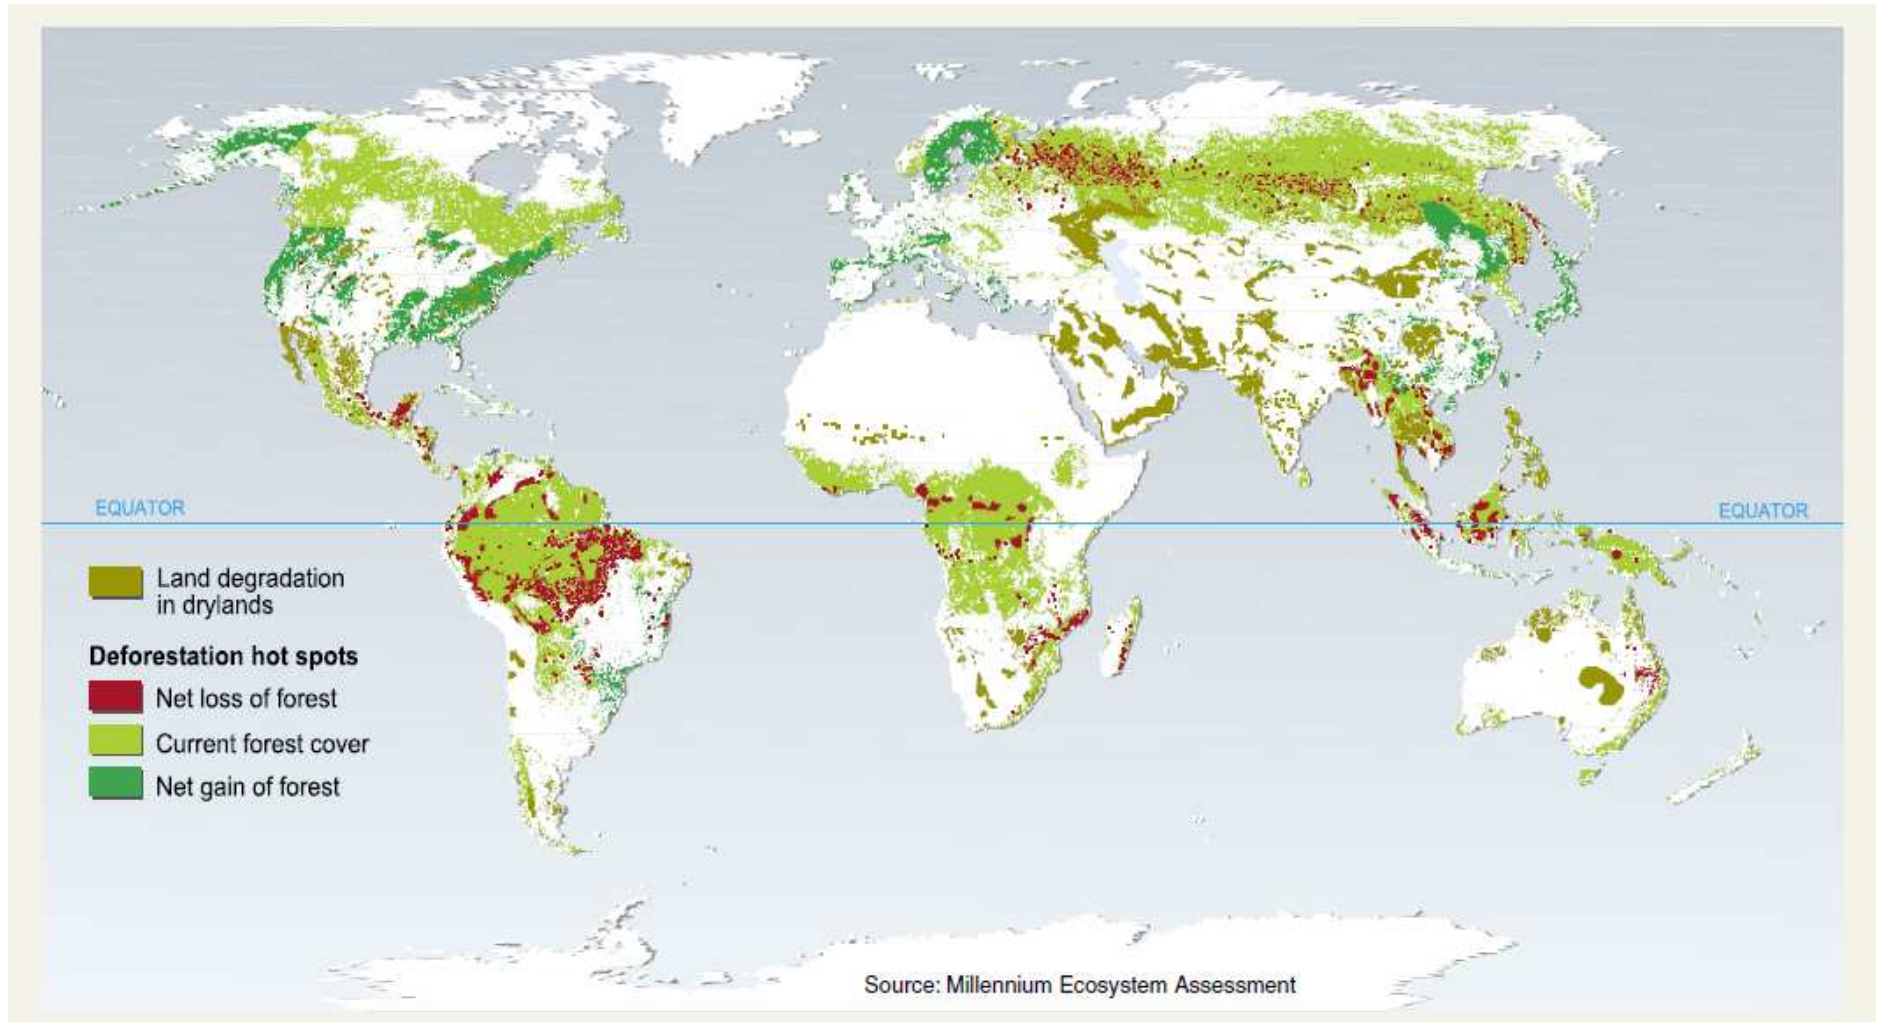 EQUATOR
EQUATOR
Land degradation
in drylands
Deforestation hot spots
Net loss of forest
Current forest cover
Net gain of forest
Source: Millennium Ecosystem Assessment